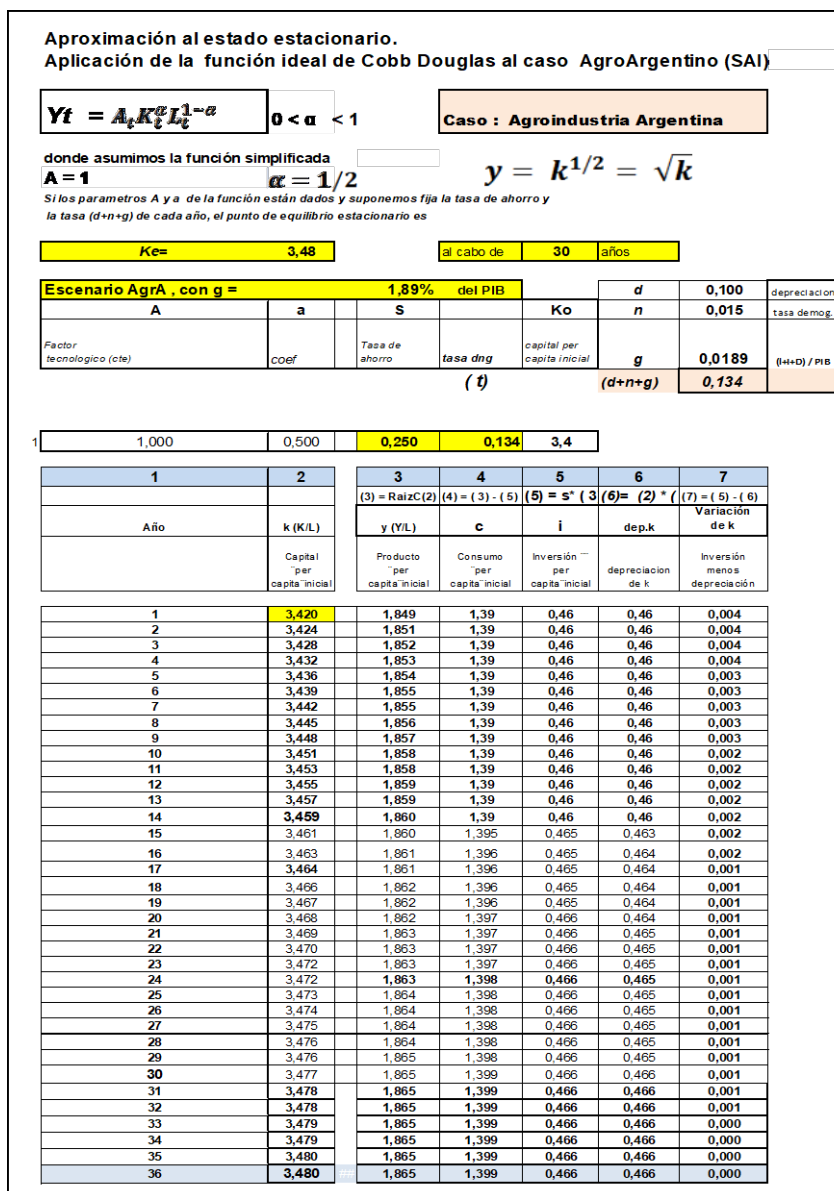 Aproximación al estado estacionario.
Aplicación de la función ideal de Cobb Douglas al caso AgroArgentino (SAI)
Yt = AₜKₜ^α Lₜ^1-α 0 < α < 1 Caso : Agroindustria Argentina
donde asumimos la función simplificada
A = 1 α = 1/2 y = k^1/2 = √k
Si los parametros A y a de la función están dados y suponemos fija la tasa de ahorro y
la tasa (d+n+g) de cada año, el punto de equilibrio estacionario es
Ke= 3,48 al cabo de 30 años
Escenario AgrA , con g = 1,89% del PIB d 0,100 depreciacion
A a S Ko n 0,015 tasa demog.
Factor tecnologico (cte) coef Tasa de ahorro tasa dng capital per capita inicial g 0,0189 (I+I+D) / PIB
( t) (d+n+g) 0,134
1 1,000 0,500 0,250 0,134 3,4
1 2 3 4 5 6 7
(3) = RaizC(2) (4) = ( 3) - ( 5) (5) = s* ( 3 (6)= (2) * ( (7) = ( 5) - ( 6)
Año k (K/L) y (Y/L) c i dep.k Variación de k
Capital ¨per capita¨inicial Producto ¨per capita¨inicial Consumo ¨per capita¨inicial Inversión ¨¨ per capita¨inicial depreciacion de k Inversión menos depreciación
1 3,420 1,849 1,39 0,46 0,46 0,004
2 3,424 1,851 1,39 0,46 0,46 0,004
3 3,428 1,852 1,39 0,46 0,46 0,004
4 3,432 1,853 1,39 0,46 0,46 0,004
5 3,436 1,854 1,39 0,46 0,46 0,003
6 3,439 1,855 1,39 0,46 0,46 0,003
7 3,442 1,855 1,39 0,46 0,46 0,003
8 3,445 1,856 1,39 0,46 0,46 0,003
9 3,448 1,857 1,39 0,46 0,46 0,003
10 3,451 1,858 1,39 0,46 0,46 0,002
11 3,453 1,858 1,39 0,46 0,46 0,002
12 3,455 1,859 1,39 0,46 0,46 0,002
13 3,457 1,859 1,39 0,46 0,46 0,002
14 3,459 1,860 1,39 0,46 0,46 0,002
15 3,461 1,860 1,395 0,465 0,463 0,002
16 3,463 1,861 1,396 0,465 0,464 0,002
17 3,464 1,861 1,396 0,465 0,464 0,001
18 3,466 1,862 1,396 0,465 0,464 0,001
19 3,467 1,862 1,396 0,465 0,464 0,001
20 3,468 1,862 1,397 0,466 0,464 0,001
21 3,469 1,863 1,397 0,466 0,465 0,001
22 3,470 1,863 1,397 0,466 0,465 0,001
23 3,472 1,863 1,397 0,466 0,465 0,001
24 3,472 1,863 1,398 0,466 0,465 0,001
25 3,473 1,864 1,398 0,466 0,465 0,001
26 3,474 1,864 1,398 0,466 0,465 0,001
27 3,475 1,864 1,398 0,466 0,465 0,001
28 3,476 1,864 1,398 0,466 0,465 0,001
29 3,476 1,865 1,398 0,466 0,465 0,001
30 3,477 1,865 1,399 0,466 0,466 0,001
31 3,478 1,865 1,399 0,466 0,466 0,001
32 3,478 1,865 1,399 0,466 0,466 0,001
33 3,479 1,865 1,399 0,466 0,466 0,000
34 3,479 1,865 1,399 0,466 0,466 0,000
35 3,480 1,865 1,399 0,466 0,466 0,000
36 3,480 ## 1,865 1,399 0,466 0,466 0,000